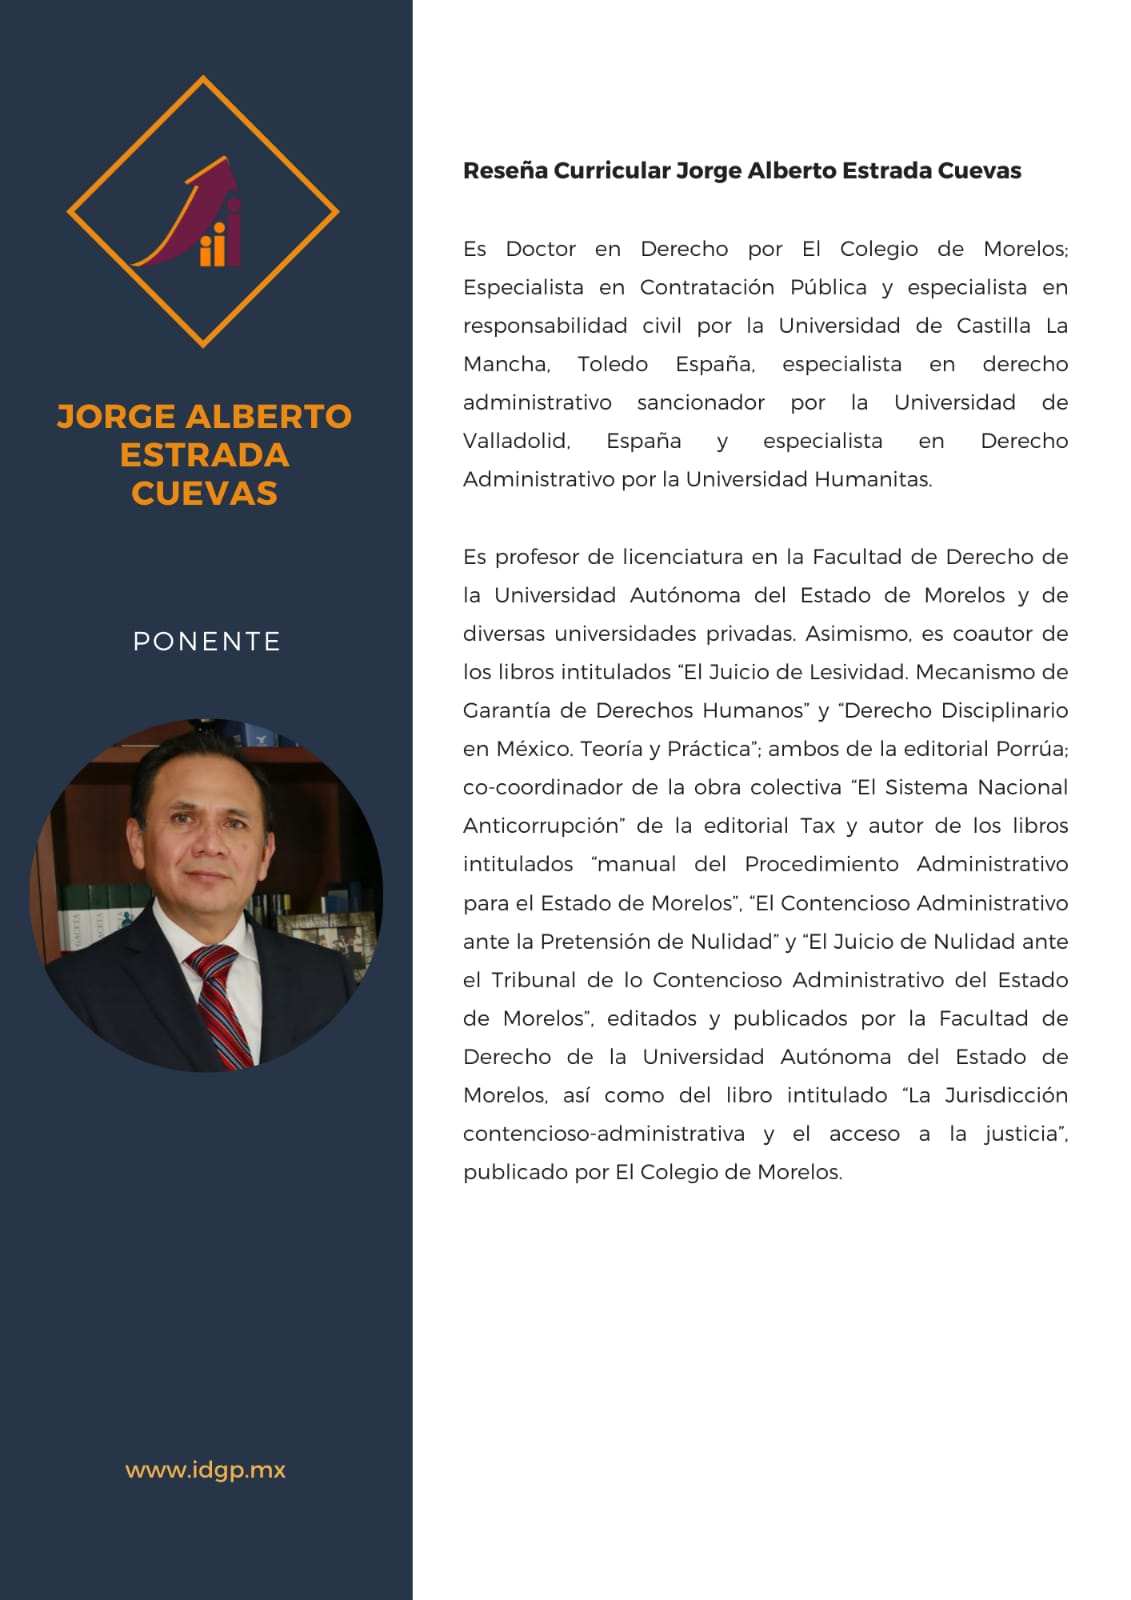 JORGE ALBERTO
ESTRADA
CUEVAS
PONENTE
GACETA
GACETA
www.idgp.mx
Reseña Curricular Jorge Alberto Estrada Cuevas
Es Doctor en Derecho por El Colegio de Morelos;
Especialista en Contratación Pública y especialista en
responsabilidad civil por la Universidad de Castilla La
Mancha, Toledo España, especialista en derecho
administrativo sancionador por la Universidad de
Valladolid, España y especialista en Derecho
Administrativo por la Universidad Humanitas.
Es profesor de licenciatura en la Facultad de Derecho de
la Universidad Autónoma del Estado de Morelos y de
diversas universidades privadas. Asimismo, es coautor de
los libros intitulados “El Juicio de Lesividad. Mecanismo de
Garantía de Derechos Humanos” y “Derecho Disciplinario
en México. Teoría y Práctica”; ambos de la editorial Porrúa;
co-coordinador de la obra colectiva “El Sistema Nacional
Anticorrupción” de la editorial Tax y autor de los libros
intitulados “manual del Procedimiento Administrativo
para el Estado de Morelos”, “El Contencioso Administrativo
ante la Pretensión de Nulidad” y “El Juicio de Nulidad ante
el Tribunal de lo Contencioso Administrativo del Estado
de Morelos”, editados y publicados por la Facultad de
Derecho de la Universidad Autónoma del Estado de
Morelos, así como del libro intitulado “La Jurisdicción
contencioso-administrativa y el acceso a la justicia”,
publicado por El Colegio de Morelos.